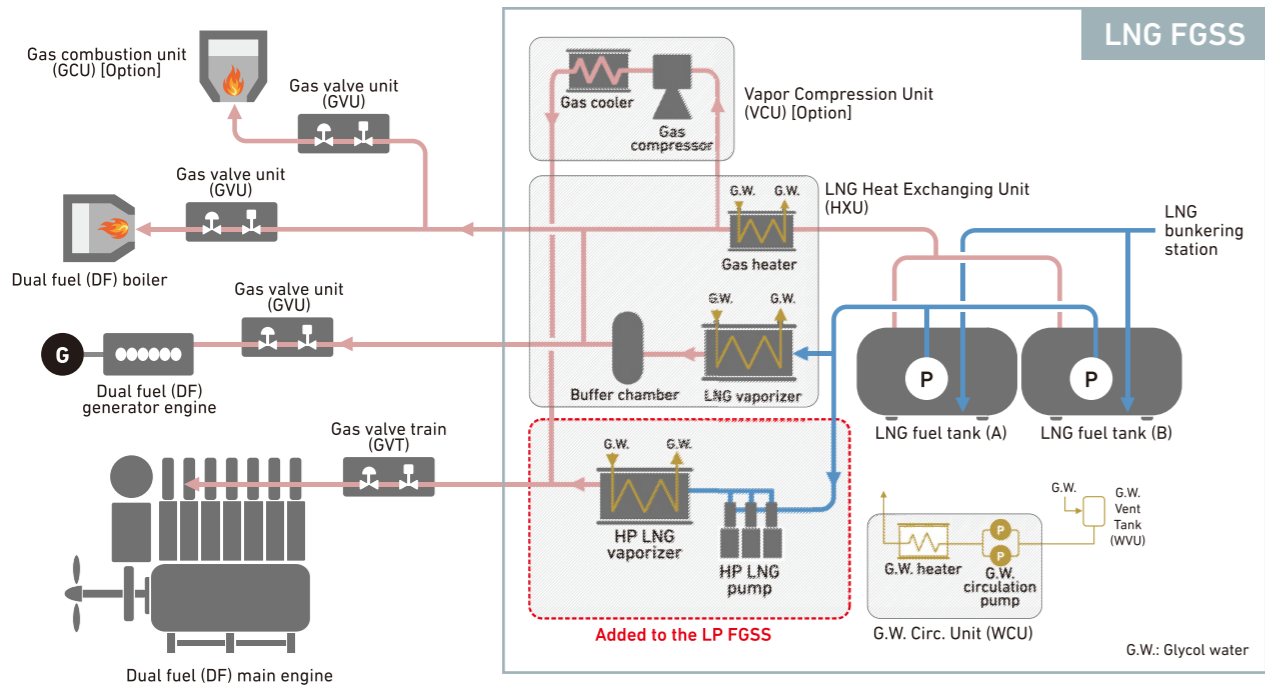 LNG FGSS
Gas combustion unit
(GCU) [Option]
Gas valve unit
(GVU)
Gas cooler
Gas
compressor
Vapor Compression Unit
(VCU) [Option]
Gas valve unit
(GVU)
Dual fuel (DF) boiler
G.W.
G.W.
Gas heater
LNG Heat Exchanging Unit
(HXU)
LNG
bunkering
station
Gas valve unit
(GVU)
G
Dual fuel (DF)
generator engine
Buffer chamber
G.W.
G.W.
LNG vaporizer
P
LNG fuel tank (A)
P
LNG fuel tank (B)
Gas valve train
(GVT)
G.W.
G.W.
HP LNG
vaporizer
HP LNG
pump
Added to the LP FGSS
Dual fuel (DF) main engine
G.W. heater
P
P
G.W.
circulation
pump
G.W.
G.W.
Vent
Tank
(WVU)
G.W. Circ. Unit (WCU)
G.W.: Glycol water